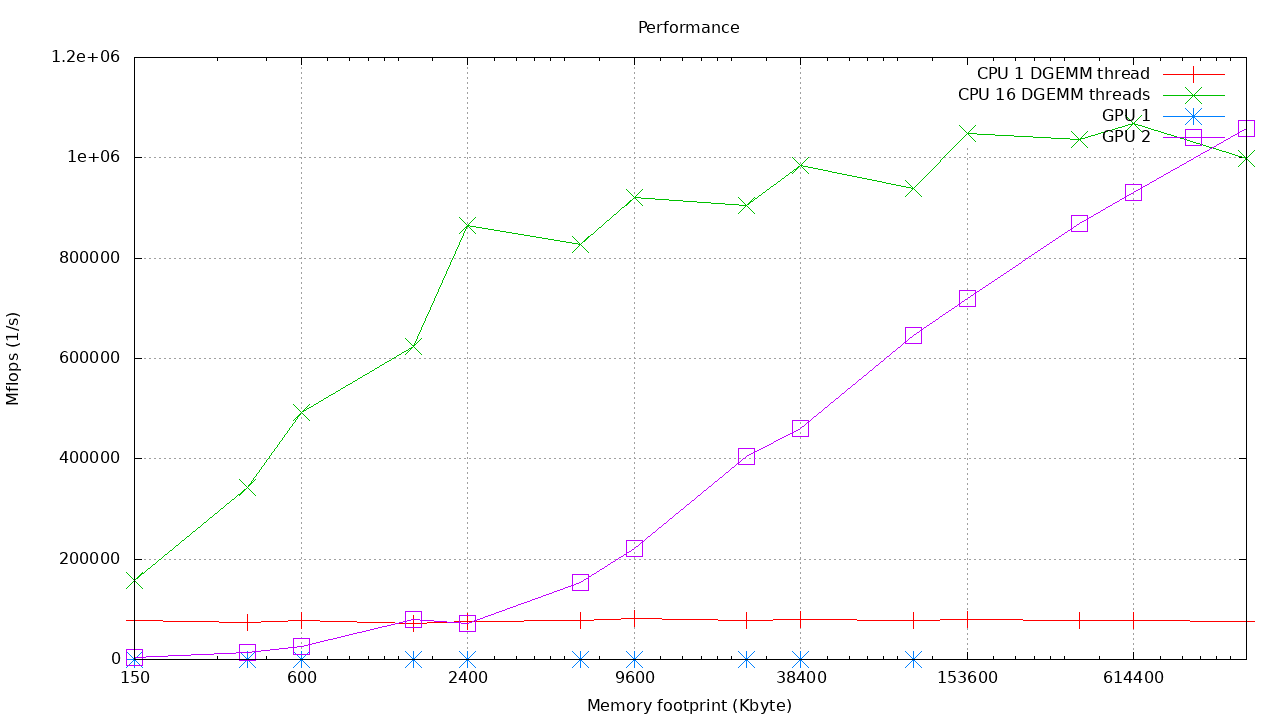 Performance
1.2e+06
1e+06
800000
600000
400000
200000
0
Mflops (1/s)
CPU 1 DGEMM thread
CPU 16 DGEMM threads
GPU 1
GPU 2
150 600 2400 9600 38400 153600 614400
Memory footprint (Kbyte)